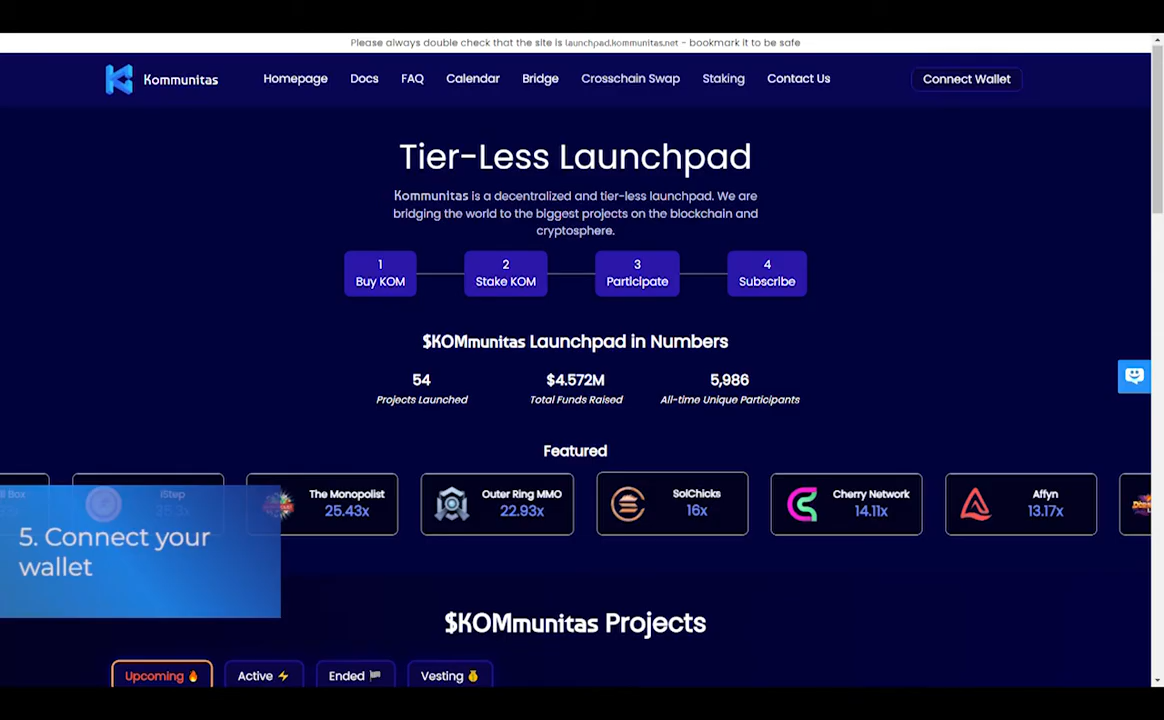 Please always double check that the site is launchpad.kommunitas.net - bookmark it to be safe
Kommunitas
Homepage Docs FAQ Calendar Bridge Crosschain Swap Staking Contact Us
Connect Wallet
Tier-Less Launchpad
Kommunitas is a decentralized and tier-less launchpad. We are
bridging the world to the biggest projects on the blockchain and
cryptosphere.
1 2 3 4
Buy KOM Stake KOM Participate Subscribe
$KOMmunitas Launchpad in Numbers
54 $4.572M 5,986
Projects Launched Total Funds Raised All-time Unique Participants
Featured
Box iStep The Monopolist Outer Ring MMO SolChicks Cherry Network Affyn
25.43x 22.93x 16x 14.11x 13.17x
5. Connect your
wallet
$KOMmunitas Projects
Upcoming Active Ended Vesting